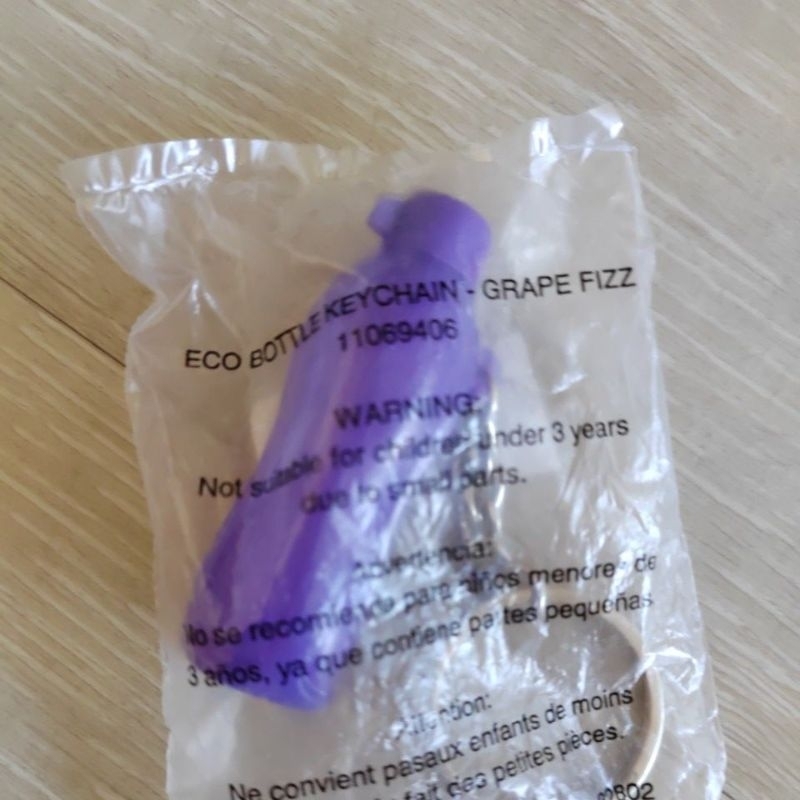 ECO BOTTLE KEYCHAIN - GRAPE FIZZ
11069406
WARNING:
Not suitable for children under 3 years
due to small parts.
Advertencia:
No se recomienda para niños menores de
3 años, ya que contiene partes pequeñas
Attention:
Ne convient pasaux enfants de moins
fait des petites pièces.